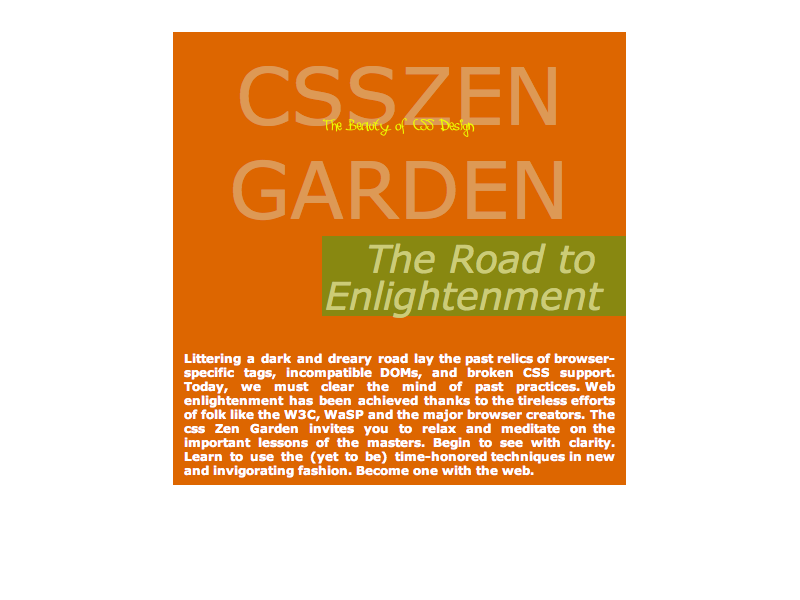 CSSZEN
The Beauty of CSS Design
GARDEN
The Road to
Enlightenment
Littering a dark and dreary road lay the past relics of browser-
specific tags, incompatible DOMs, and broken CSS support.
Today, we must clear the mind of past practices. Web
enlightenment has been achieved thanks to the tireless efforts
of folk like the W3C, WaSP and the major browser creators. The
css Zen Garden invites you to relax and meditate on the
important lessons of the masters. Begin to see with clarity.
Learn to use the (yet to be) time-honored techniques in new
and invigorating fashion. Become one with the web.